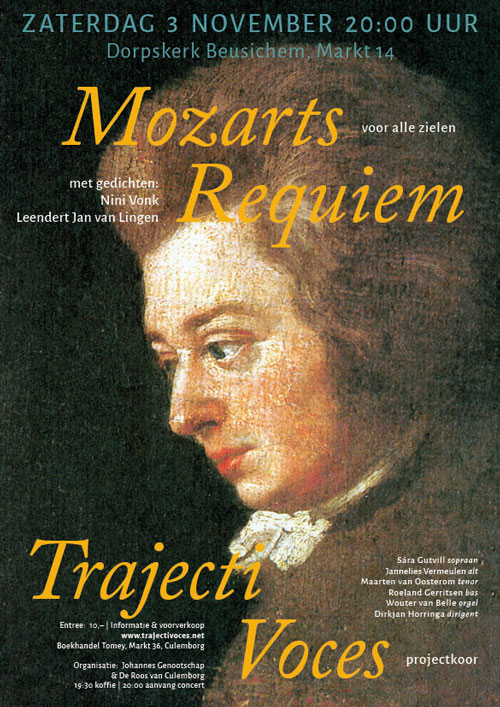 ZATERDAG 3 NOVEMBER 20:00 UUR
Dorpskerk Beusichem, Markt 14
Mozarts
voor alle zielen
Requiem
met gedichten:
Nini Vonk
Leendert Jan van Lingen
Trajecti
Voces
projectkoor
Sára Gutvill sopraan
Jannelies Vermeulen alt
Maarten van Oosterom tenor
Roeland Gerritsen bas
Wouter van Belle orgel
Dirkjan Horringa dirigent
Entree: 10,– | Informatie & voorverkoop
www.trajectivoces.net
Boekhandel Tomey, Markt 36, Culemborg
Organisatie: Johannes Genootschap
& De Roos van Culemborg
19:30 koffie | 20:00 aanvang concert